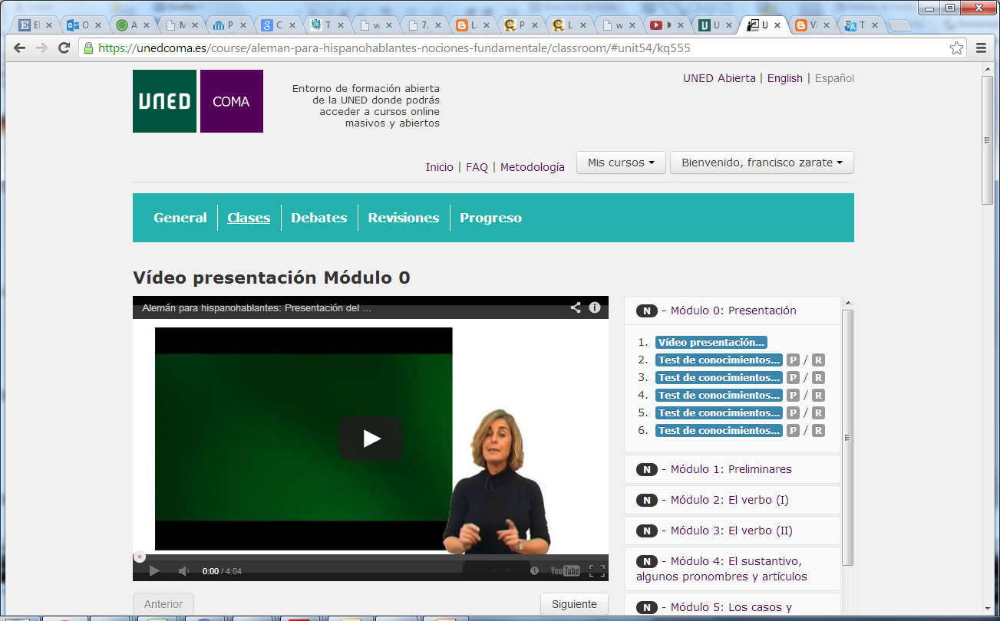 El
O
A
M
P
C
T
w
7.
La
P
L
w
U
U
Vi
T
https://unedcoma.es/course/aleman-para-hispanohablantes-nociones-fundamentale/classroom/#unit54/kq555
UNED
COMA
Entorno de formación abierta
de la UNED donde podrás
acceder a cursos online
masivos y abiertos
UNED Abierta | English | Español
Inicio | FAQ | Metodología
Mis cursos
Bienvenido, francisco zarate
General
Clases
Debates
Revisiones
Progreso
Vídeo presentación Módulo 0
Alemán para hispanohablantes: Presentación del ...
0:00 / 4:04
YouTube
Anterior
Siguiente
N - Módulo 0: Presentación
1. Vídeo presentación...
2. Test de conocimientos... P / R
3. Test de conocimientos... P / R
4. Test de conocimientos... P / R
5. Test de conocimientos... P / R
6. Test de conocimientos... P / R
N - Módulo 1: Preliminares
N - Módulo 2: El verbo (I)
N - Módulo 3: El verbo (II)
N - Módulo 4: El sustantivo,
algunos pronombres y artículos
N - Módulo 5: Los casos y